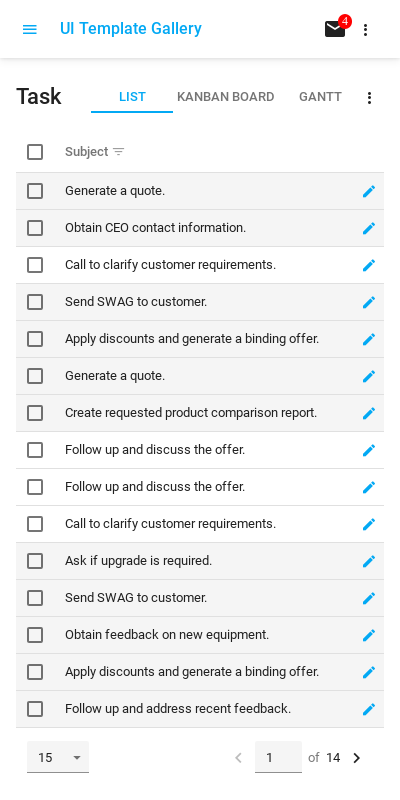 UI Template Gallery 4
Task LIST KANBAN BOARD GANTT
Subject
Generate a quote.
Obtain CEO contact information.
Call to clarify customer requirements.
Send SWAG to customer.
Apply discounts and generate a binding offer.
Generate a quote.
Create requested product comparison report.
Follow up and discuss the offer.
Follow up and discuss the offer.
Call to clarify customer requirements.
Ask if upgrade is required.
Send SWAG to customer.
Obtain feedback on new equipment.
Apply discounts and generate a binding offer.
Follow up and address recent feedback.
15 1 of 14